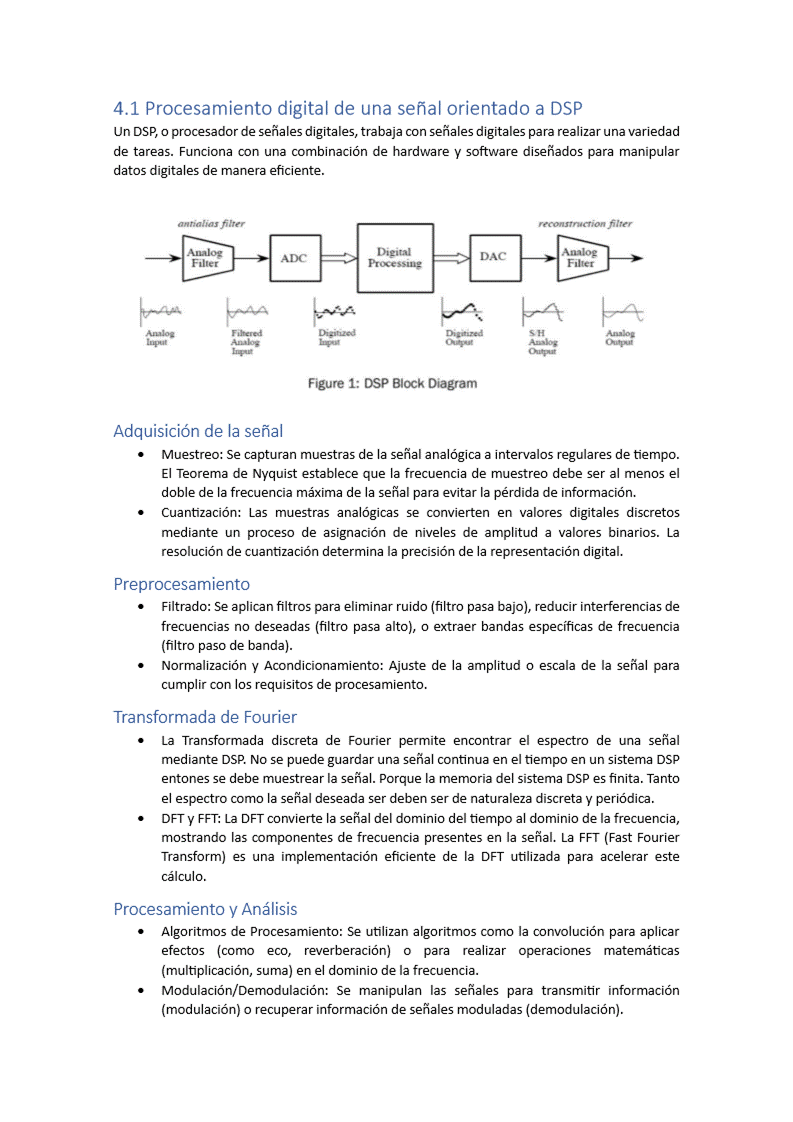 4.1 Procesamiento digital de una señal orientado a DSP
Un DSP, o procesador de señales digitales, trabaja con señales digitales para realizar una variedad
de tareas. Funciona con una combinación de hardware y software diseñados para manipular
datos digitales de manera eficiente.
antialias filter
reconstruction filter
Analog
Filter
ADC
Digital
Processing
DAC
Analog
Filter
Analog
Input
Filtered
Analog
Input
Digitized
Input
Digitized
Output
S/H
Analog
Output
Analog
Output
Figure 1: DSP Block Diagram
Adquisición de la señal
• Muestreo: Se capturan muestras de la señal analógica a intervalos regulares de tiempo.
El Teorema de Nyquist establece que la frecuencia de muestreo debe ser al menos el
doble de la frecuencia máxima de la señal para evitar la pérdida de información.
• Cuantización: Las muestras analógicas se convierten en valores digitales discretos
mediante un proceso de asignación de niveles de amplitud a valores binarios. La
resolución de cuantización determina la precisión de la representación digital.
Preprocesamiento
• Filtrado: Se aplican filtros para eliminar ruido (filtro pasa bajo), reducir interferencias de
frecuencias no deseadas (filtro pasa alto), o extraer bandas específicas de frecuencia
(filtro paso de banda).
• Normalización y Acondicionamiento: Ajuste de la amplitud o escala de la señal para
cumplir con los requisitos de procesamiento.
Transformada de Fourier
• La Transformada discreta de Fourier permite encontrar el espectro de una señal
mediante DSP. No se puede guardar una señal continua en el tiempo en un sistema DSP
entones se debe muestrear la señal. Porque la memoria del sistema DSP es finita. Tanto
el espectro como la señal deseada ser deben ser de naturaleza discreta y periódica.
• DFT y FFT: La DFT convierte la señal del dominio del tiempo al dominio de la frecuencia,
mostrando las componentes de frecuencia presentes en la señal. La FFT (Fast Fourier
Transform) es una implementación eficiente de la DFT utilizada para acelerar este
cálculo.
Procesamiento y Análisis
• Algoritmos de Procesamiento: Se utilizan algoritmos como la convolución para aplicar
efectos (como eco, reverberación) o para realizar operaciones matemáticas
(multiplicación, suma) en el dominio de la frecuencia.
• Modulación/Demodulación: Se manipulan las señales para transmitir información
(modulación) o recuperar información de señales moduladas (demodulación).